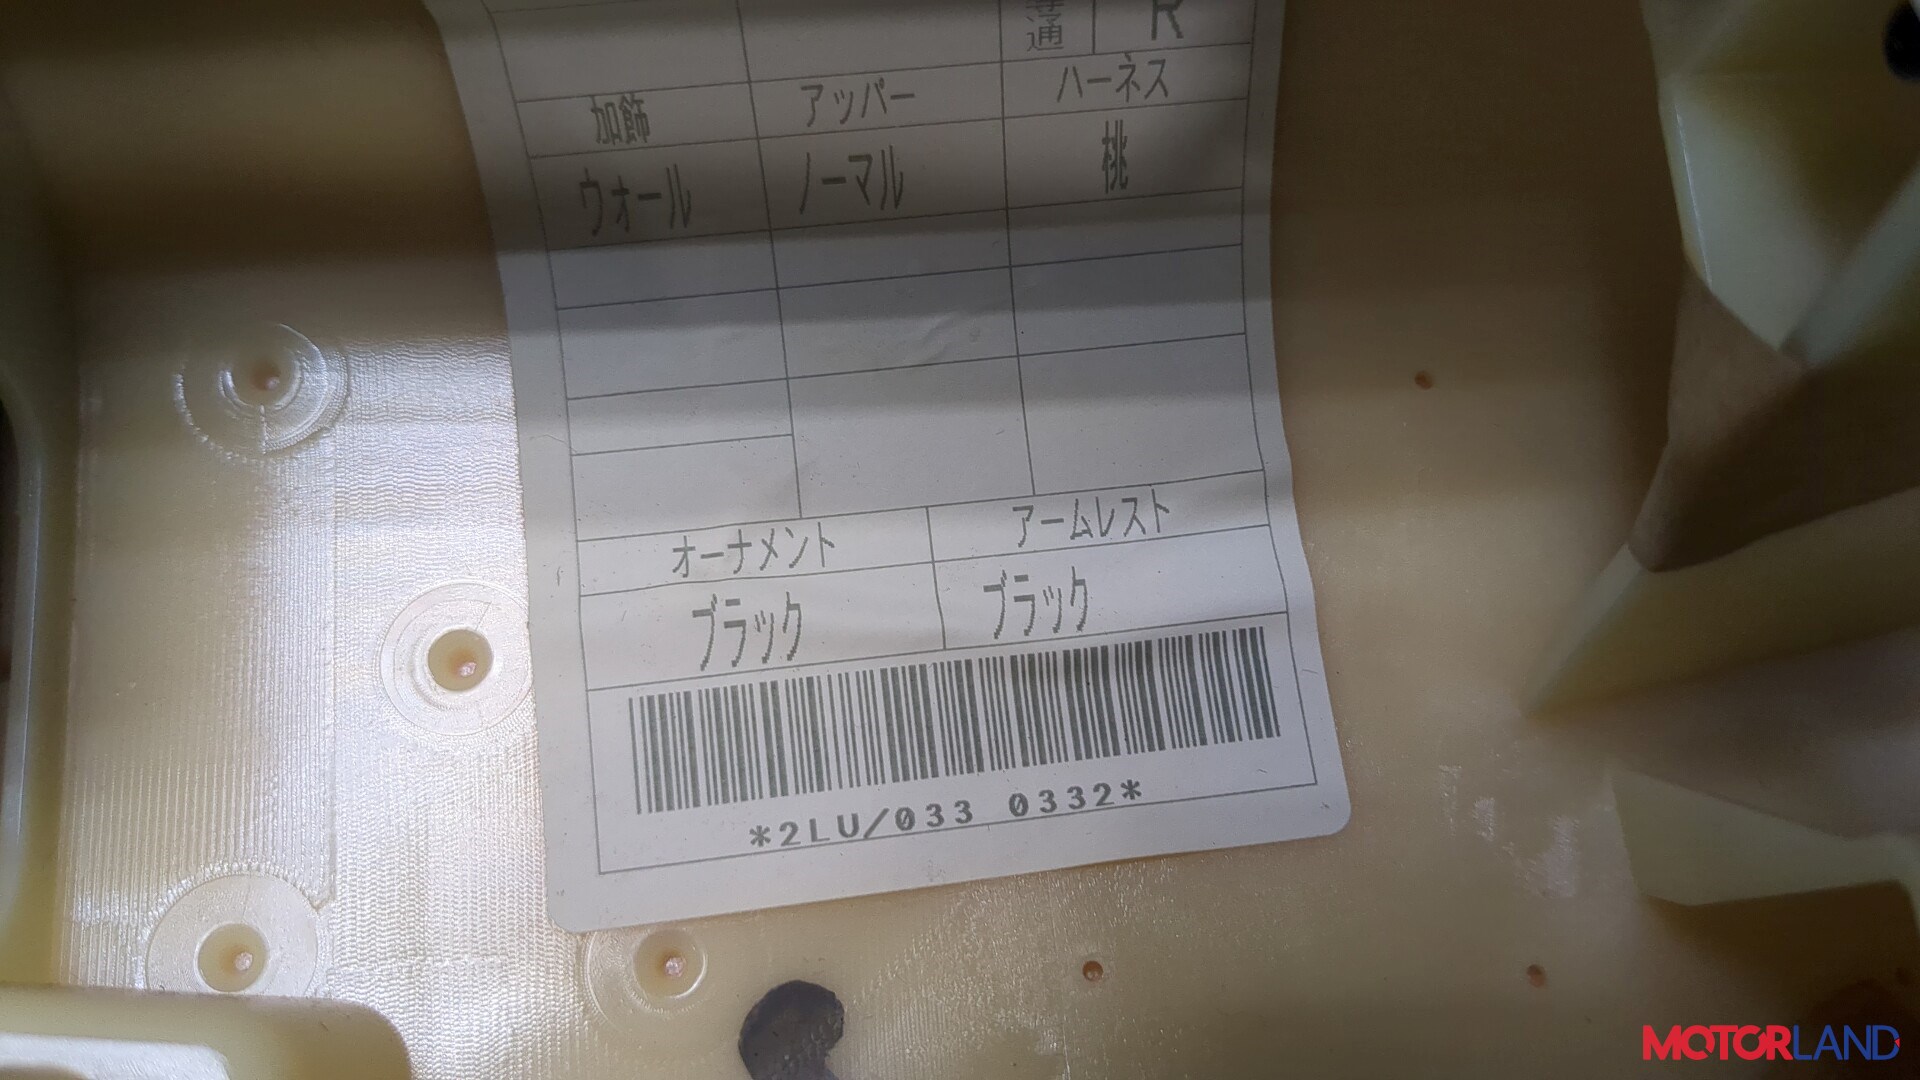 溝通 R
加飾 アッパー ハーネス
ウォール ノーマル 桃
オーナメント アームレスト
ブラック ブラック
*2LU/033 0332*
MOTORLAND